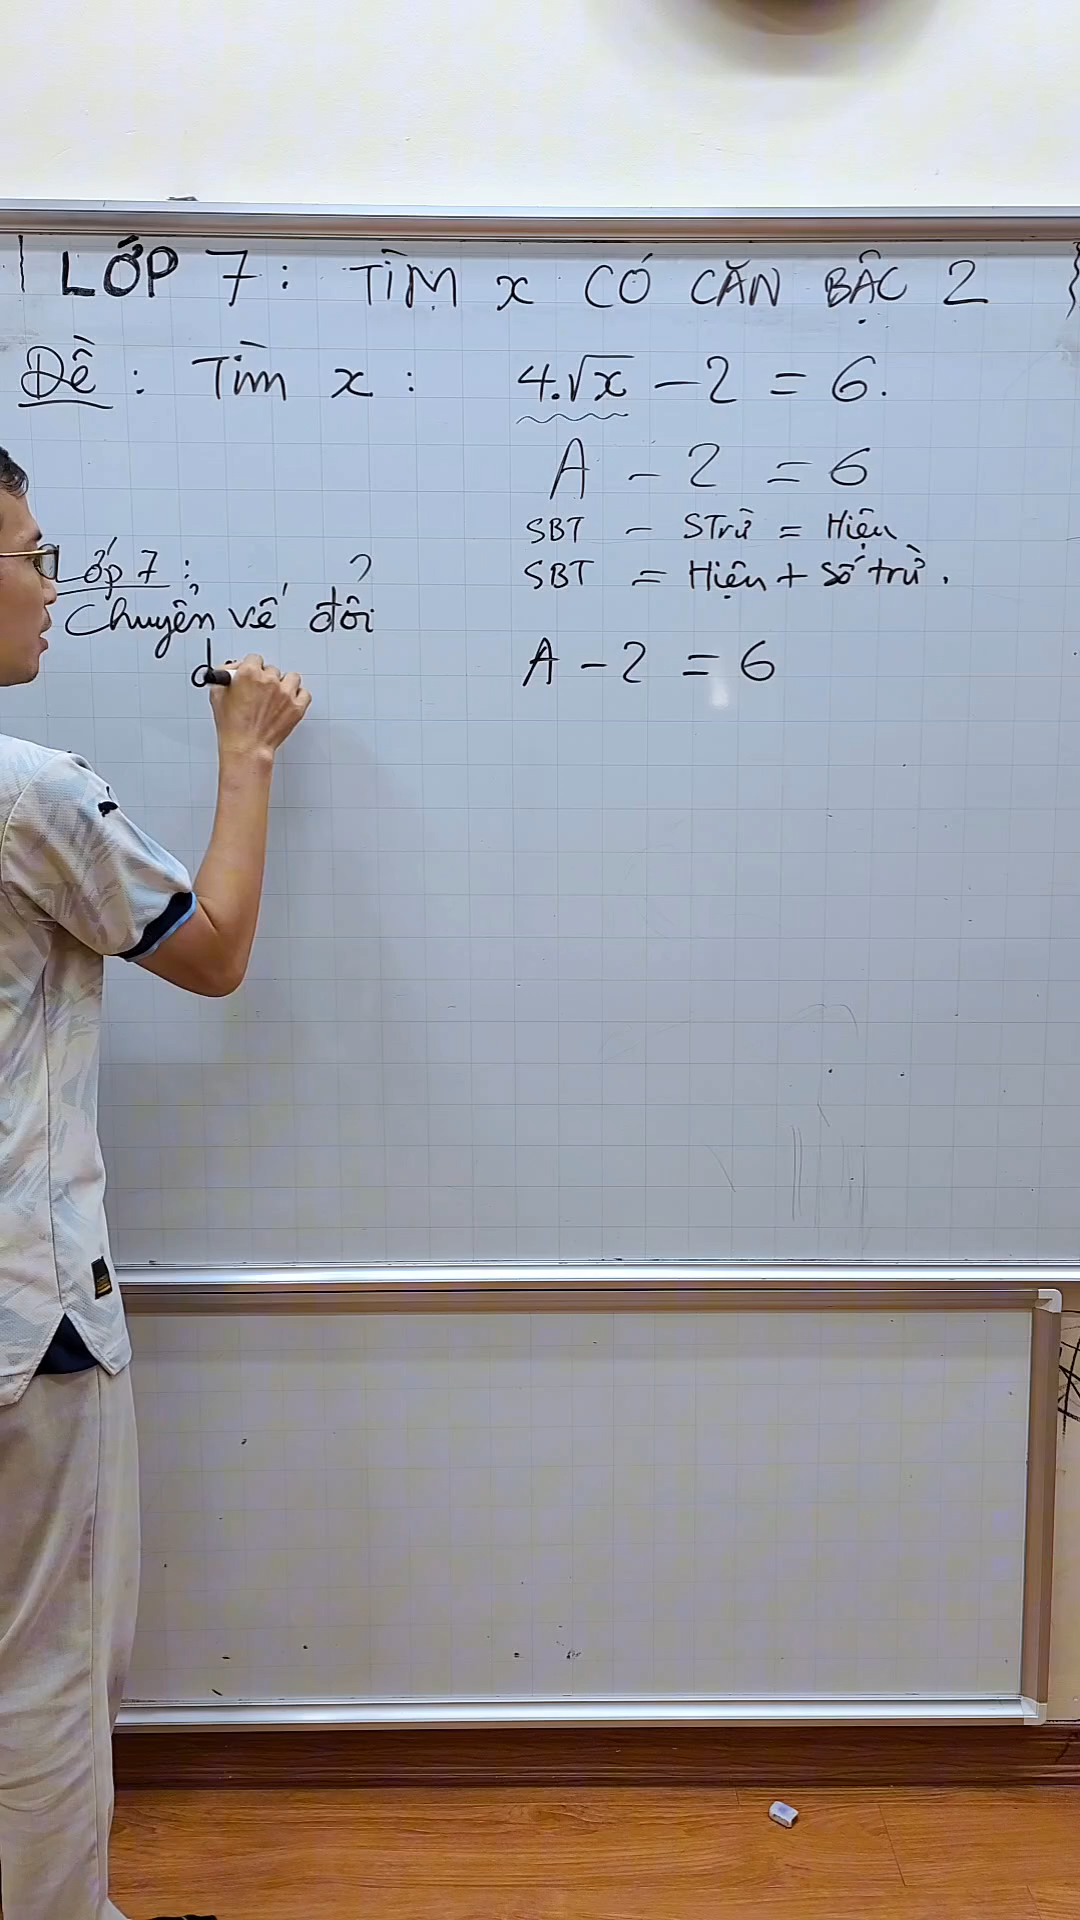 LỚP 7 : TÌM x CÓ CĂN BẬC 2
Đề : Tìm x : 4.√x - 2 = 6.
A - 2 = 6
SBT - STrừ = Hiệu
SBT = Hiệu + Số trừ.
Lớp 7 : ?
Chuyển vế đổi
d
A - 2 = 6